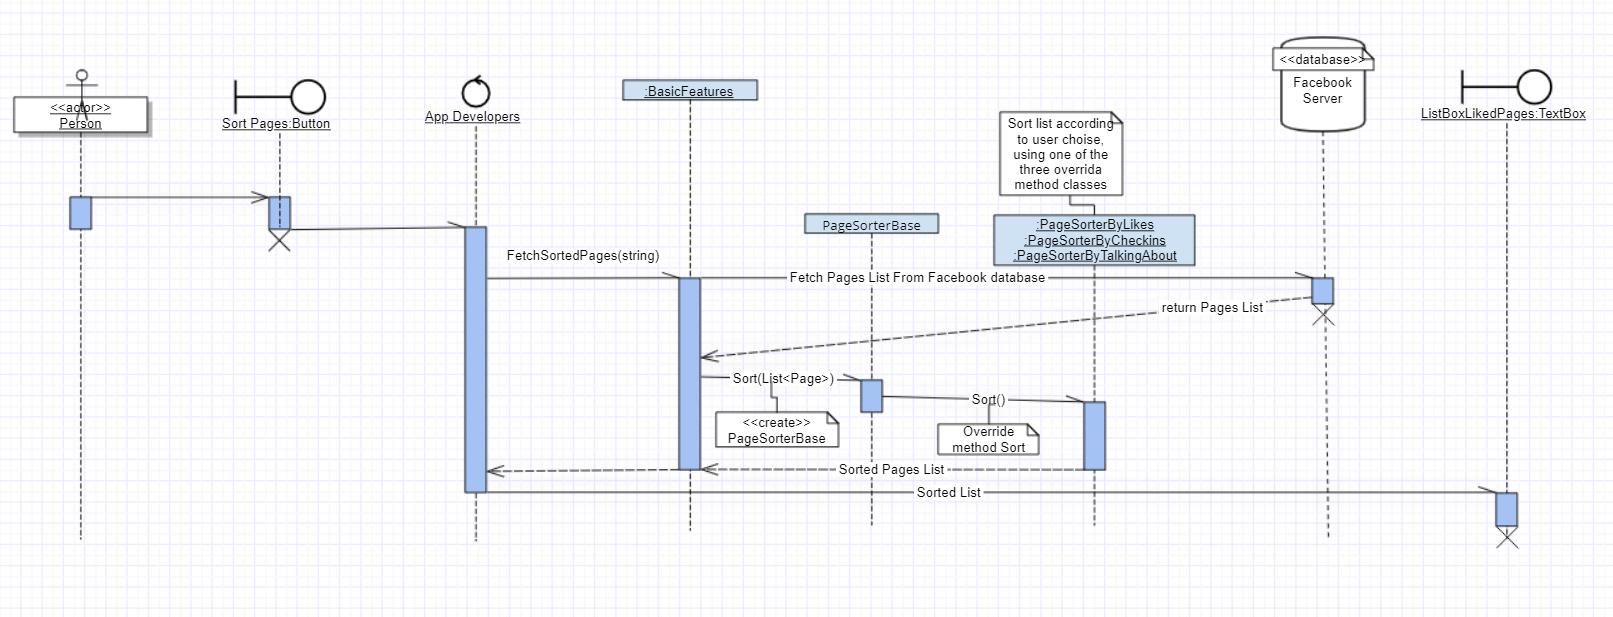 <<actor>>
Person
Sort Pages:Button
App Developers
:BasicFeatures
Sort list according
to user choise,
using one of the
three overrida
method classes
<<database>>
Facebook
Server
ListBoxLikedPages:TextBox
PageSorterBase
:PageSorterByLikes
:PageSorterByCheckins
:PageSorterByTalkingAbout
FetchSortedPages(string)
Fetch Pages List From Facebook database
return Pages List
Sort(List<Page>)
<<create>>
PageSorterBase
Sort()
Override
method Sort
Sorted Pages List
Sorted List